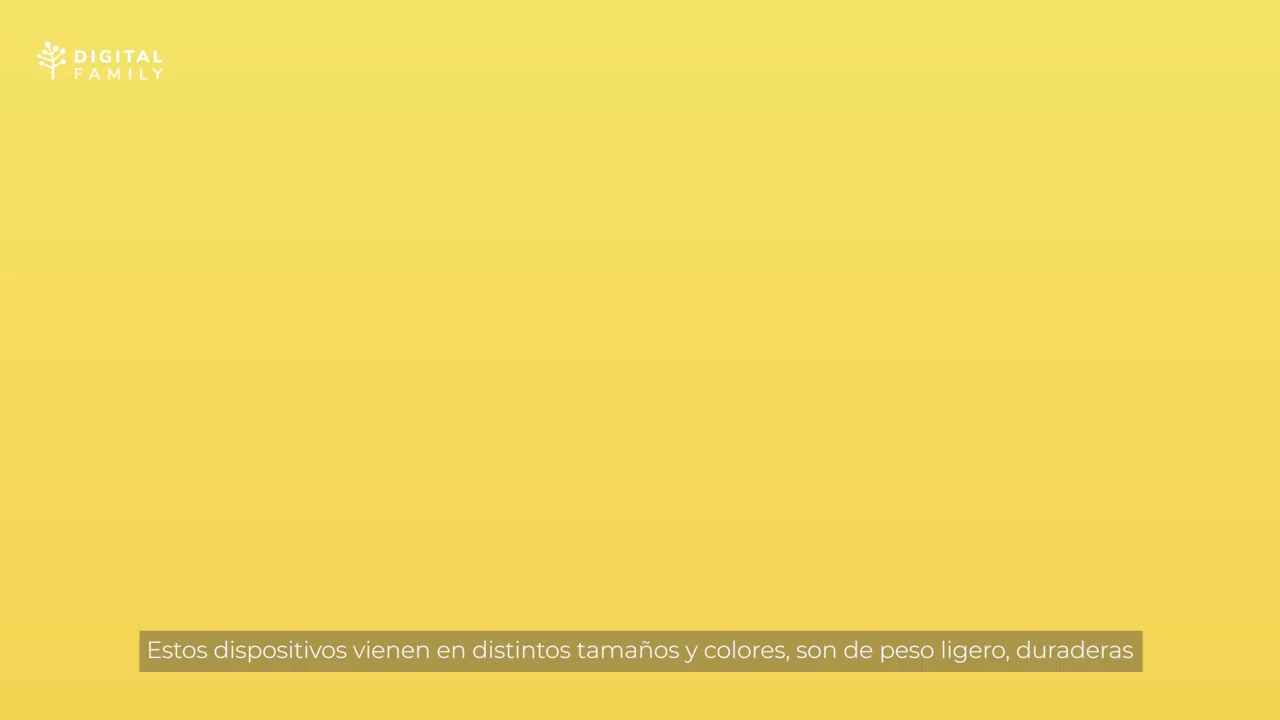 DIGITAL
FAMILY
Estos dispositivos vienen en distintos tamaños y colores, son de peso ligero, duraderas